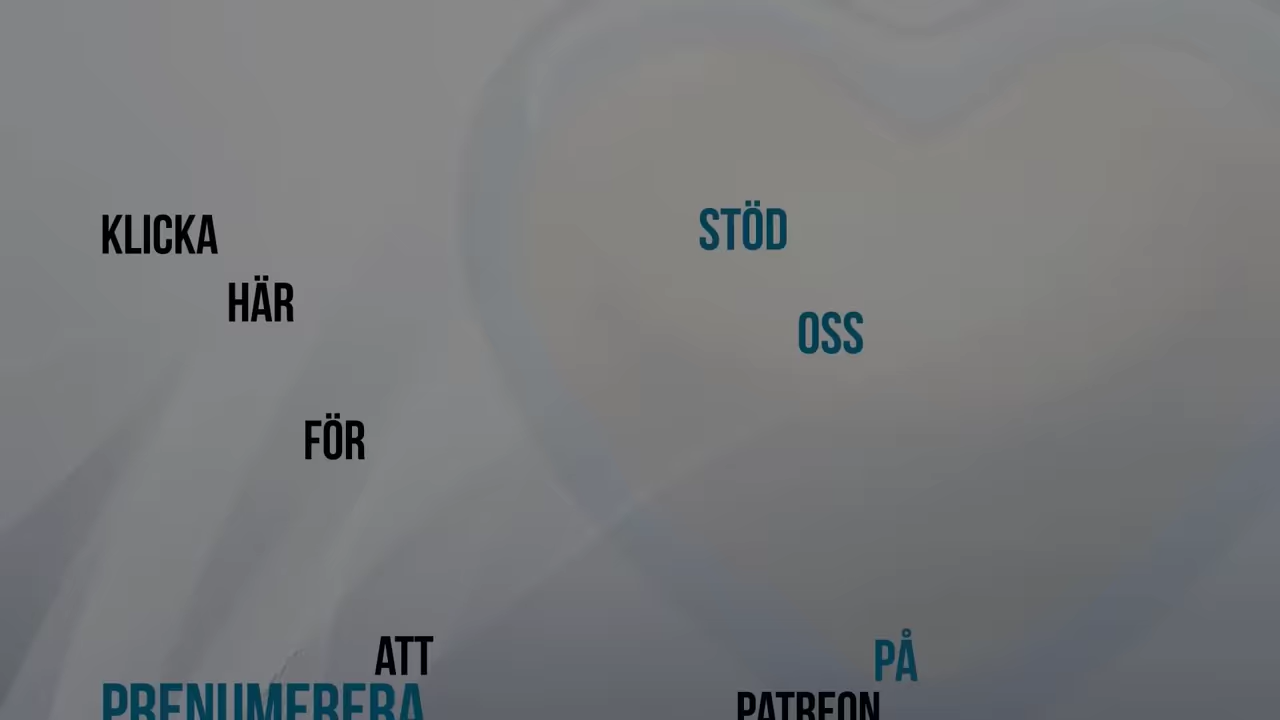 KLICKA
HÄR
FÖR
ATT
PRENUMERERA
STÖD
OSS
PÅ
PATREON